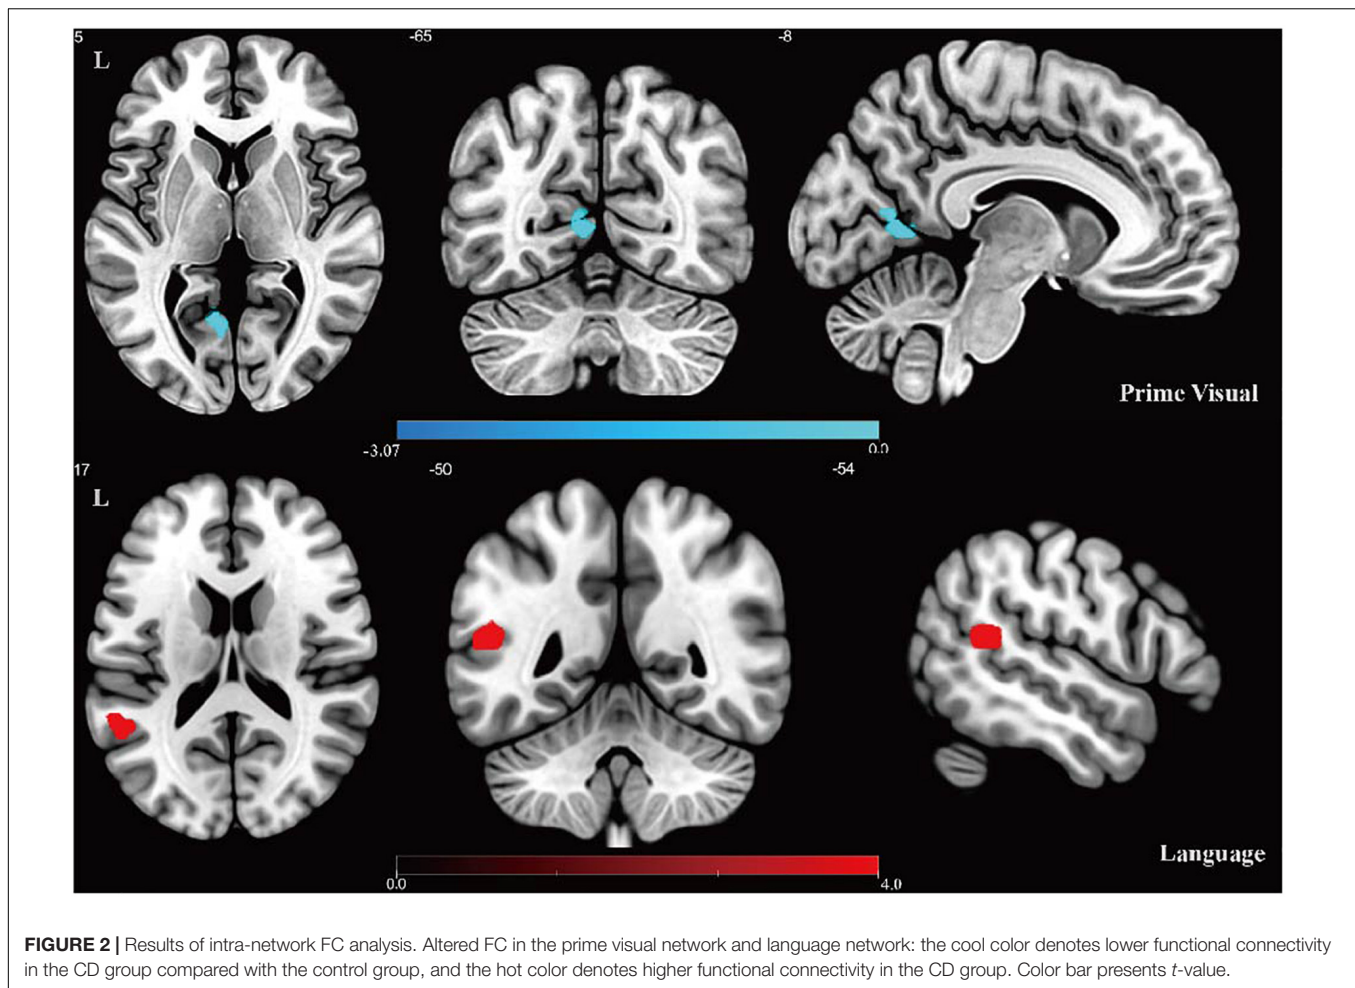 5
-65
-8
L
Prime Visual
-3.07
0.0
17
-50
-54
L
Language
0.0
4.0
FIGURE 2 | Results of intra-network FC analysis. Altered FC in the prime visual network and language network: the cool color denotes lower functional connectivity
in the CD group compared with the control group, and the hot color denotes higher functional connectivity in the CD group. Color bar presents t-value.